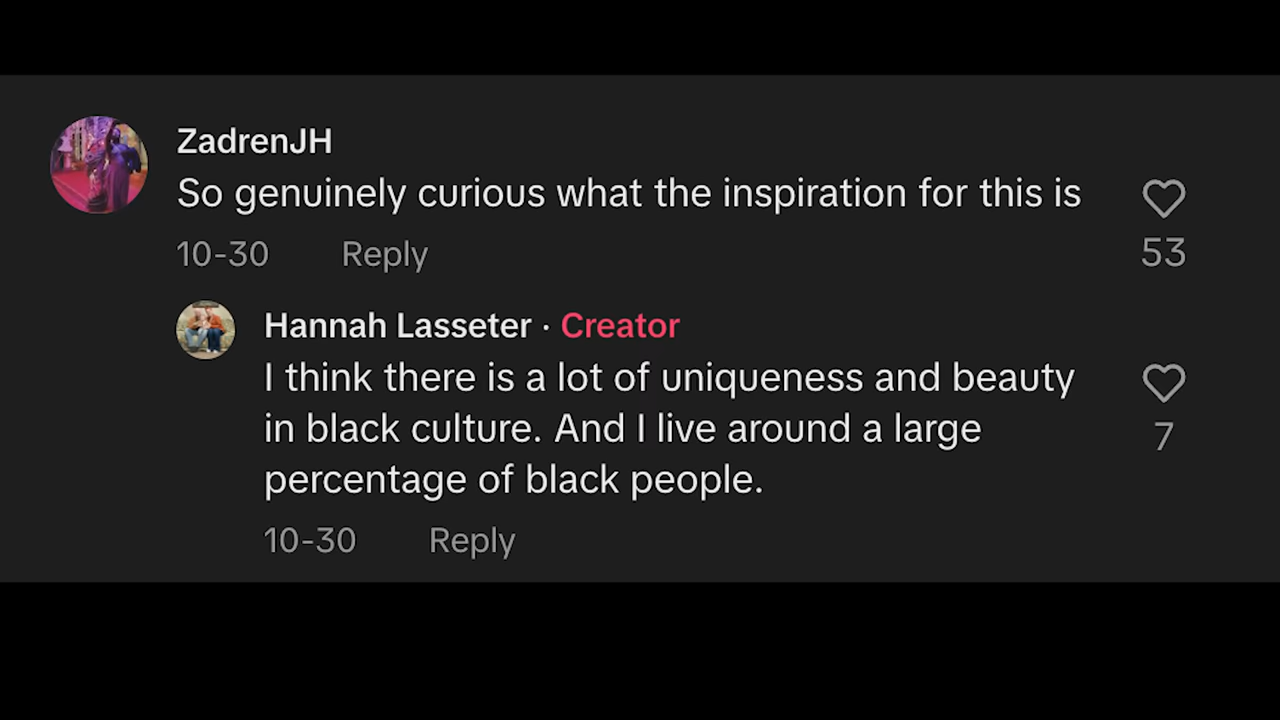 ZadrenJH
So genuinely curious what the inspiration for this is
10-30 Reply
53
Hannah Lasseter · Creator
I think there is a lot of uniqueness and beauty
in black culture. And I live around a large
percentage of black people.
7
10-30 Reply